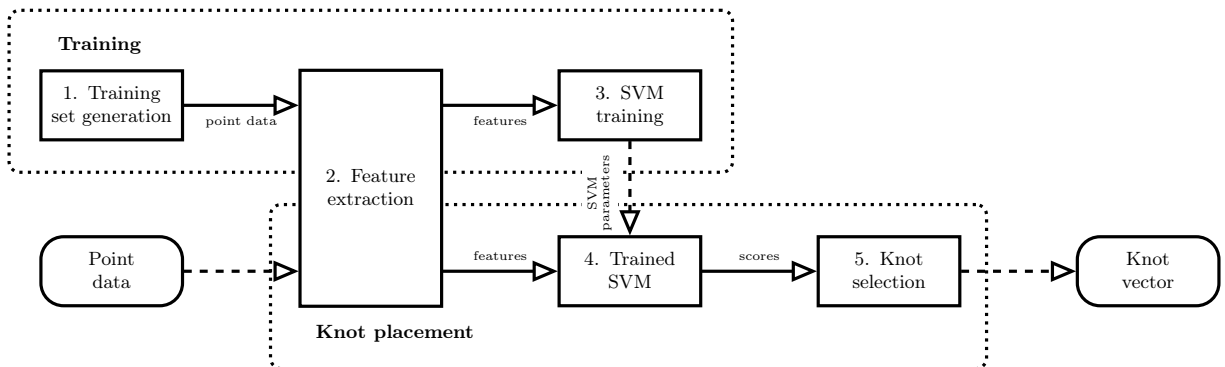 Training
1. Training
set generation
point data
2. Feature
extraction
features
3. SVM
training
SVM
parameters
Point
data
features
4. Trained
SVM
scores
5. Knot
selection
Knot
vector
Knot placement